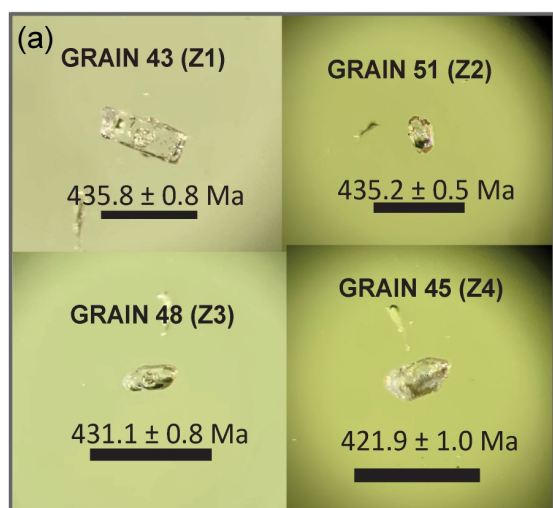 (a)
GRAIN 43 (Z1)
435.8 ± 0.8 Ma
GRAIN 51 (Z2)
435.2 ± 0.5 Ma
GRAIN 48 (Z3)
431.1 ± 0.8 Ma
GRAIN 45 (Z4)
421.9 ± 1.0 Ma